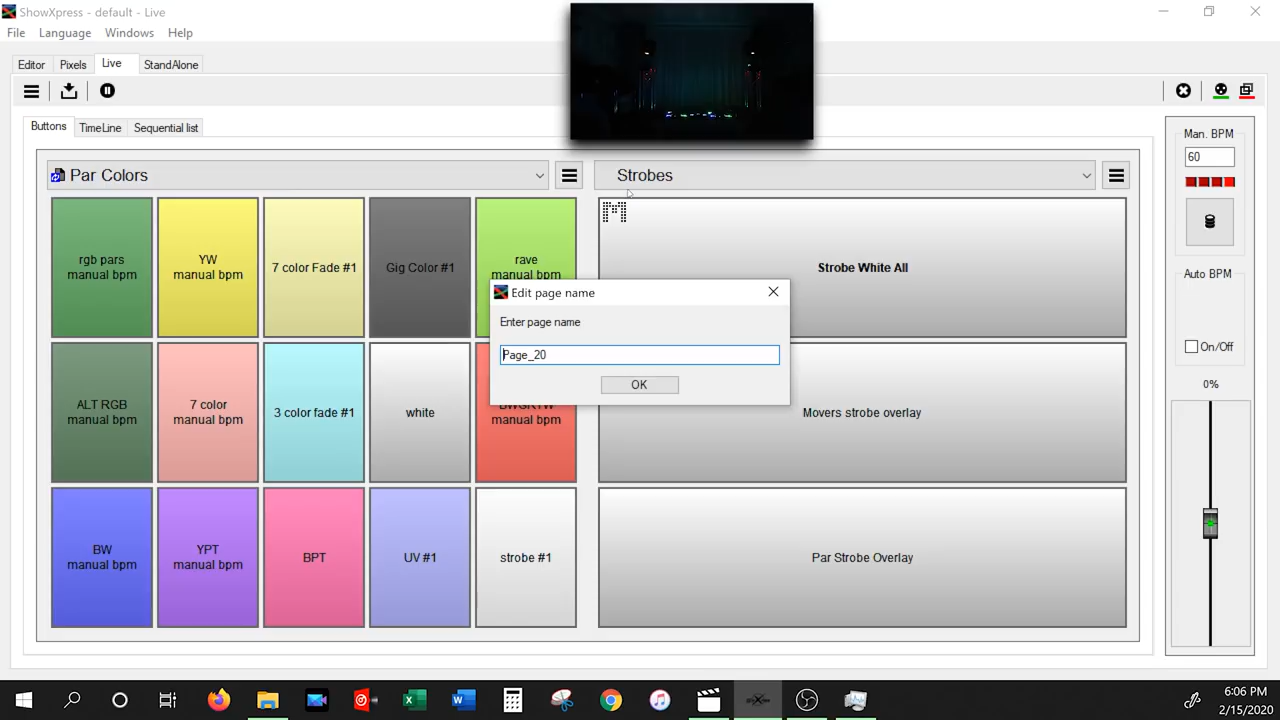 ShowXpress - default - Live
File Language Windows Help
Editor Pixels Live StandAlone
Buttons TimeLine Sequential list
Par Colors
Strobes
rgb pars
manual bpm
YW
manual bpm
7 color Fade #1
Gig Color #1
rave
manual bpm
M
Strobe White All
Edit page name
Enter page name
Page_20
OK
ALT RGB
manual bpm
7 color
manual bpm
3 color fade #1
white
manual bpm
Movers strobe overlay
BW
manual bpm
YPT
manual bpm
BPT
UV #1
strobe #1
Par Strobe Overlay
Man. BPM
60
Auto BPM
On/Off
0%
6:06 PM
2/15/2020